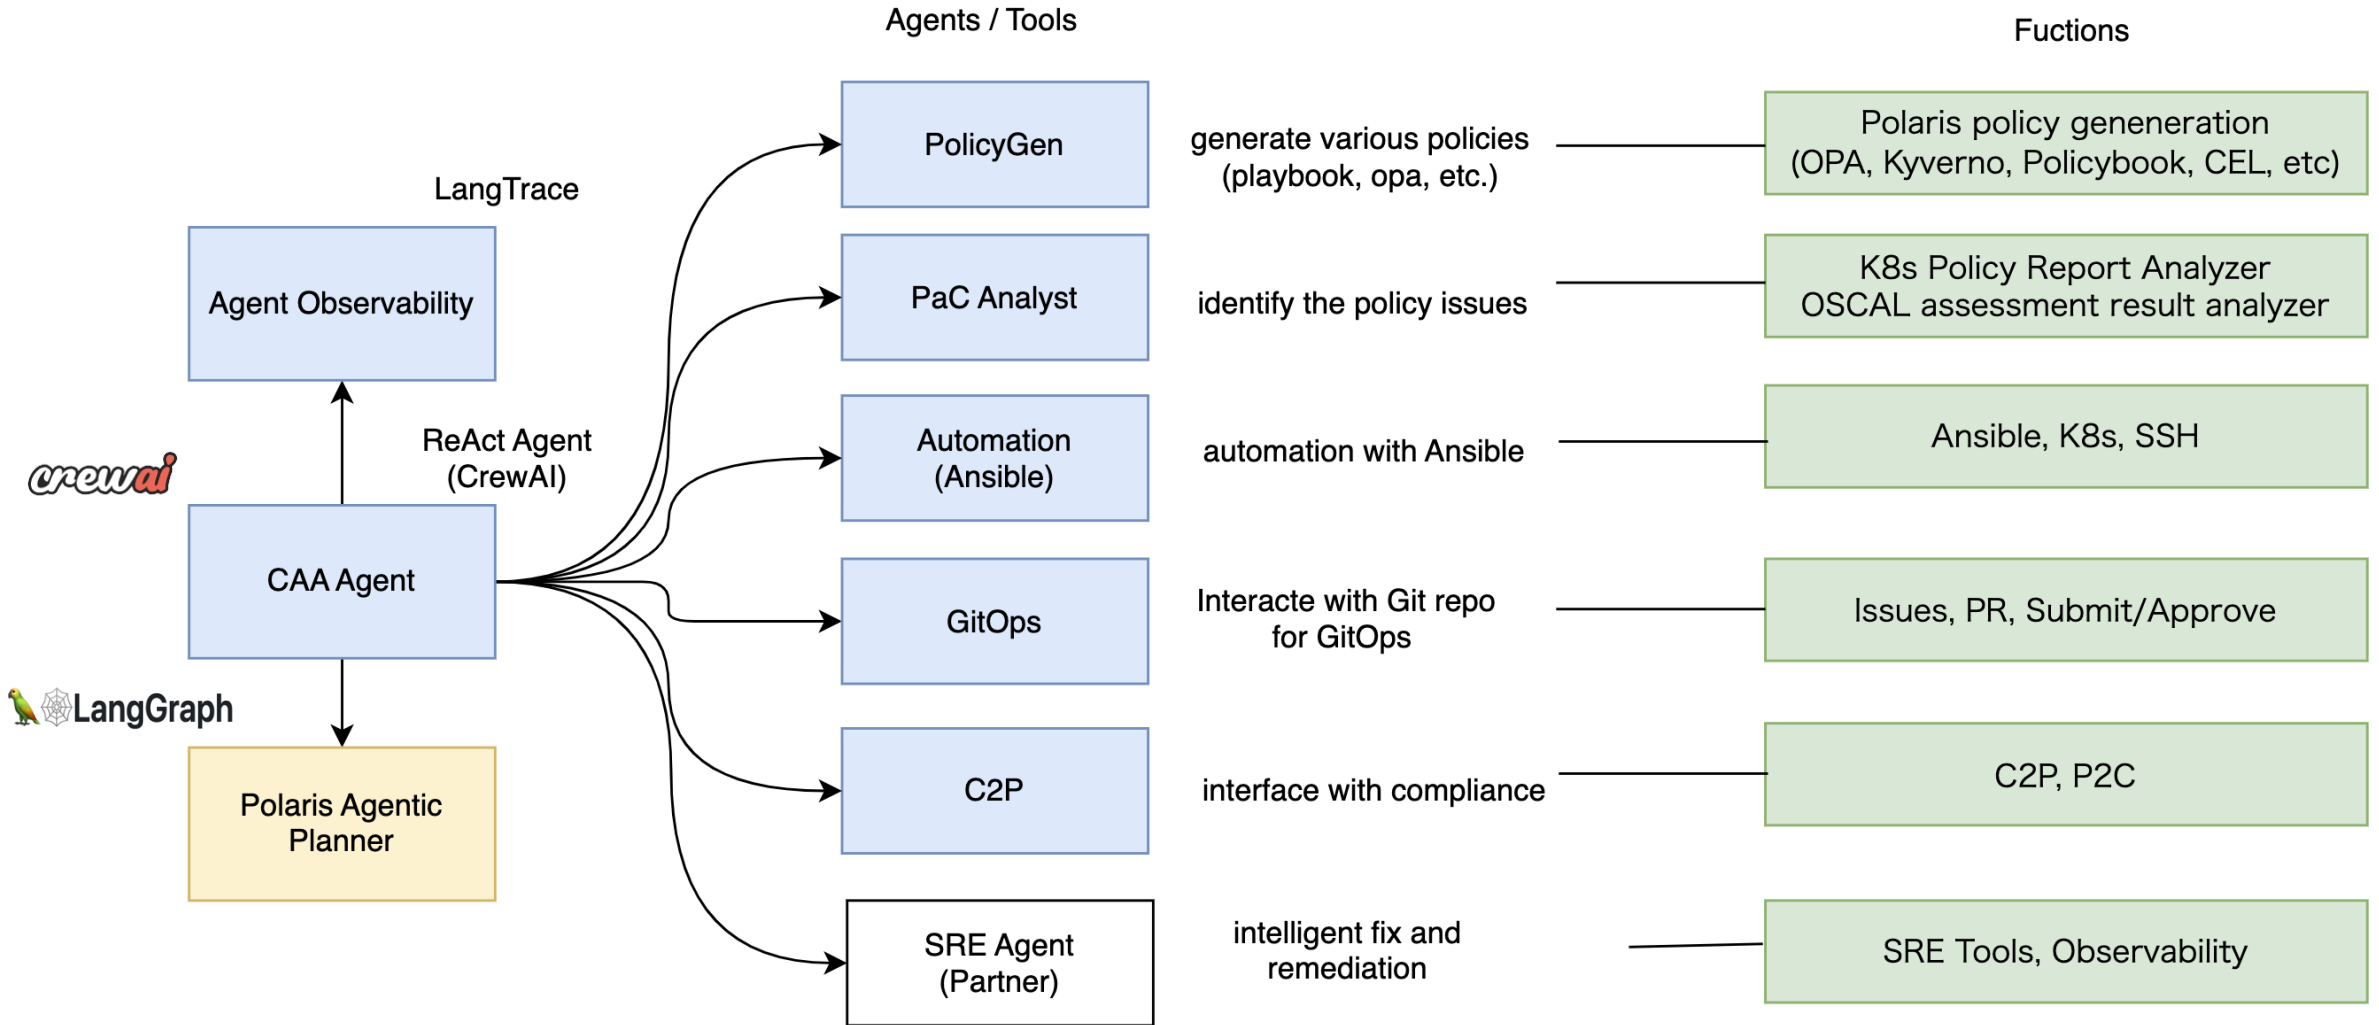 Agents / Tools
Fuctions
LangTrace
Agent Observability
crewai
ReAct Agent
(CrewAI)
CAA Agent
LangGraph
Polaris Agentic
Planner
PolicyGen
generate various policies
(playbook, opa, etc.)
Polaris policy geneneration
(OPA, Kyverno, Policybook, CEL, etc)
PaC Analyst
identify the policy issues
K8s Policy Report Analyzer
OSCAL assessment result analyzer
Automation
(Ansible)
automation with Ansible
Ansible, K8s, SSH
GitOps
Interacte with Git repo
for GitOps
Issues, PR, Submit/Approve
C2P
interface with compliance
C2P, P2C
SRE Agent
(Partner)
intelligent fix and
remediation
SRE Tools, Observability